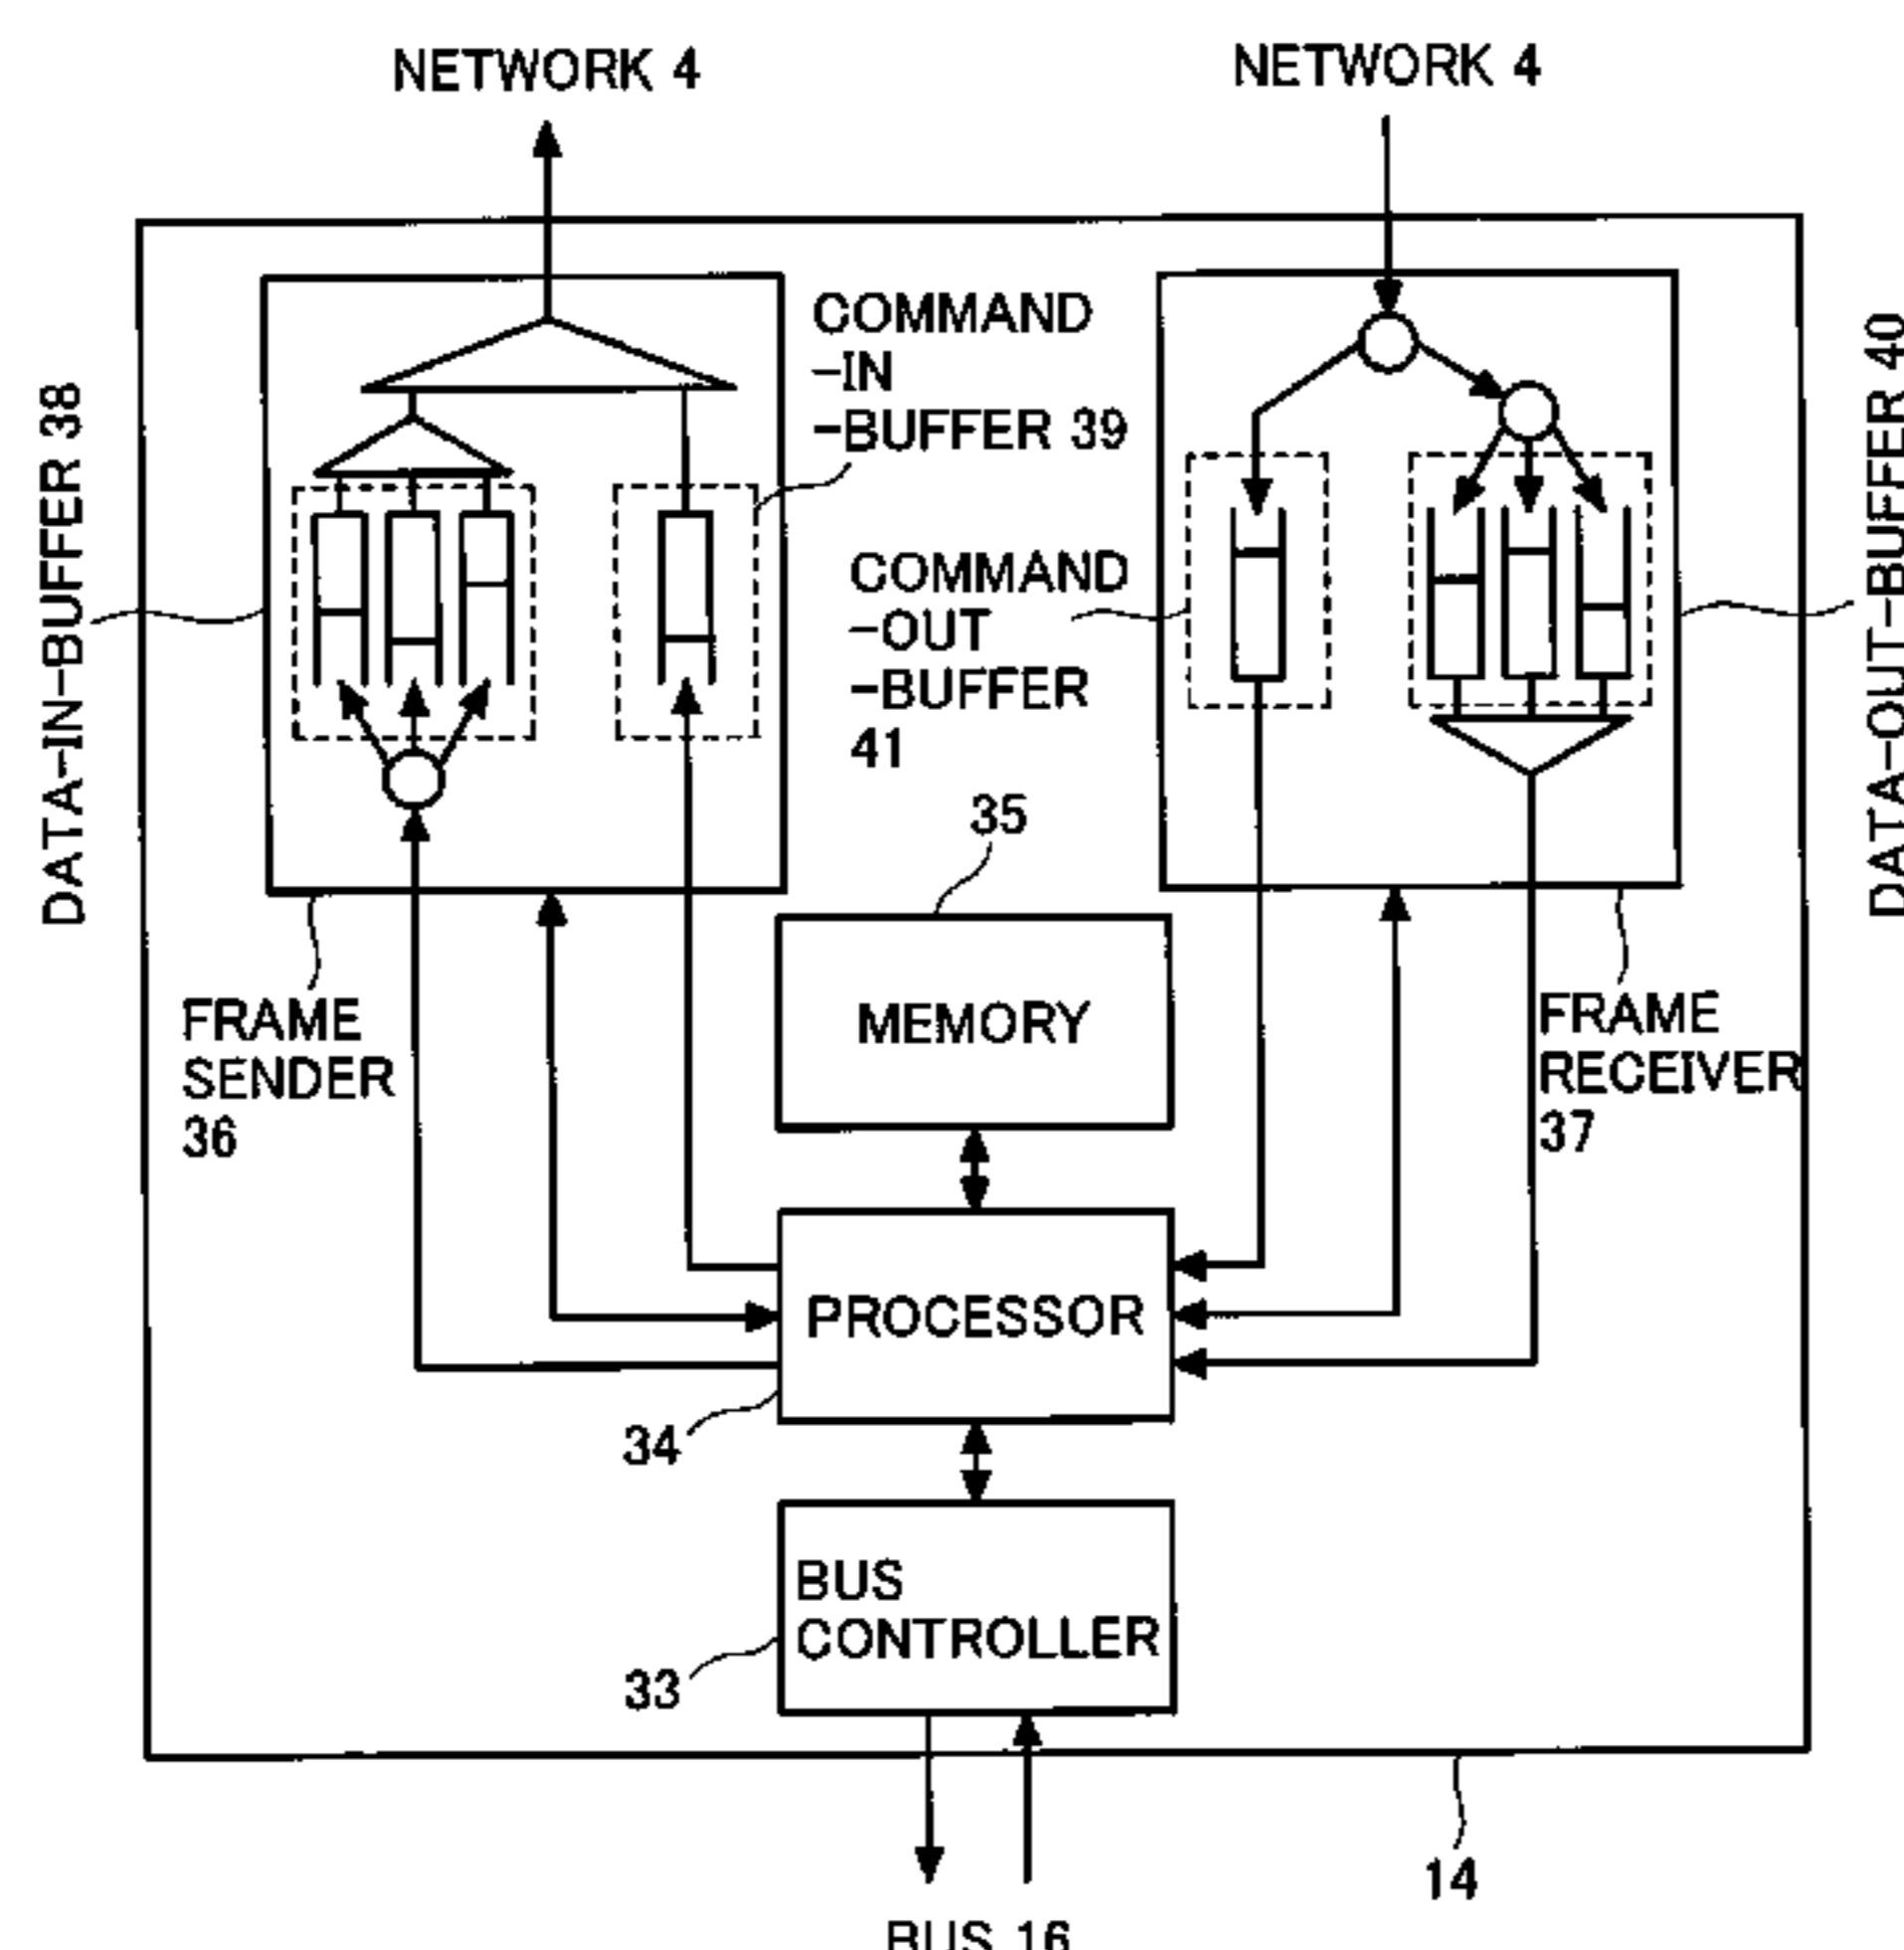 NETWORK 4
NETWORK 4
DATA-IN-BUFFER 38
COMMAND
-IN
-BUFFER 39
COMMAND
-OUT
-BUFFER
41
DATA-OUT-BUFFER 40
35
FRAME
SENDER
36
MEMORY
FRAME
RECEIVER
37
PROCESSOR
34
BUS
CONTROLLER
33
14
BUS 16